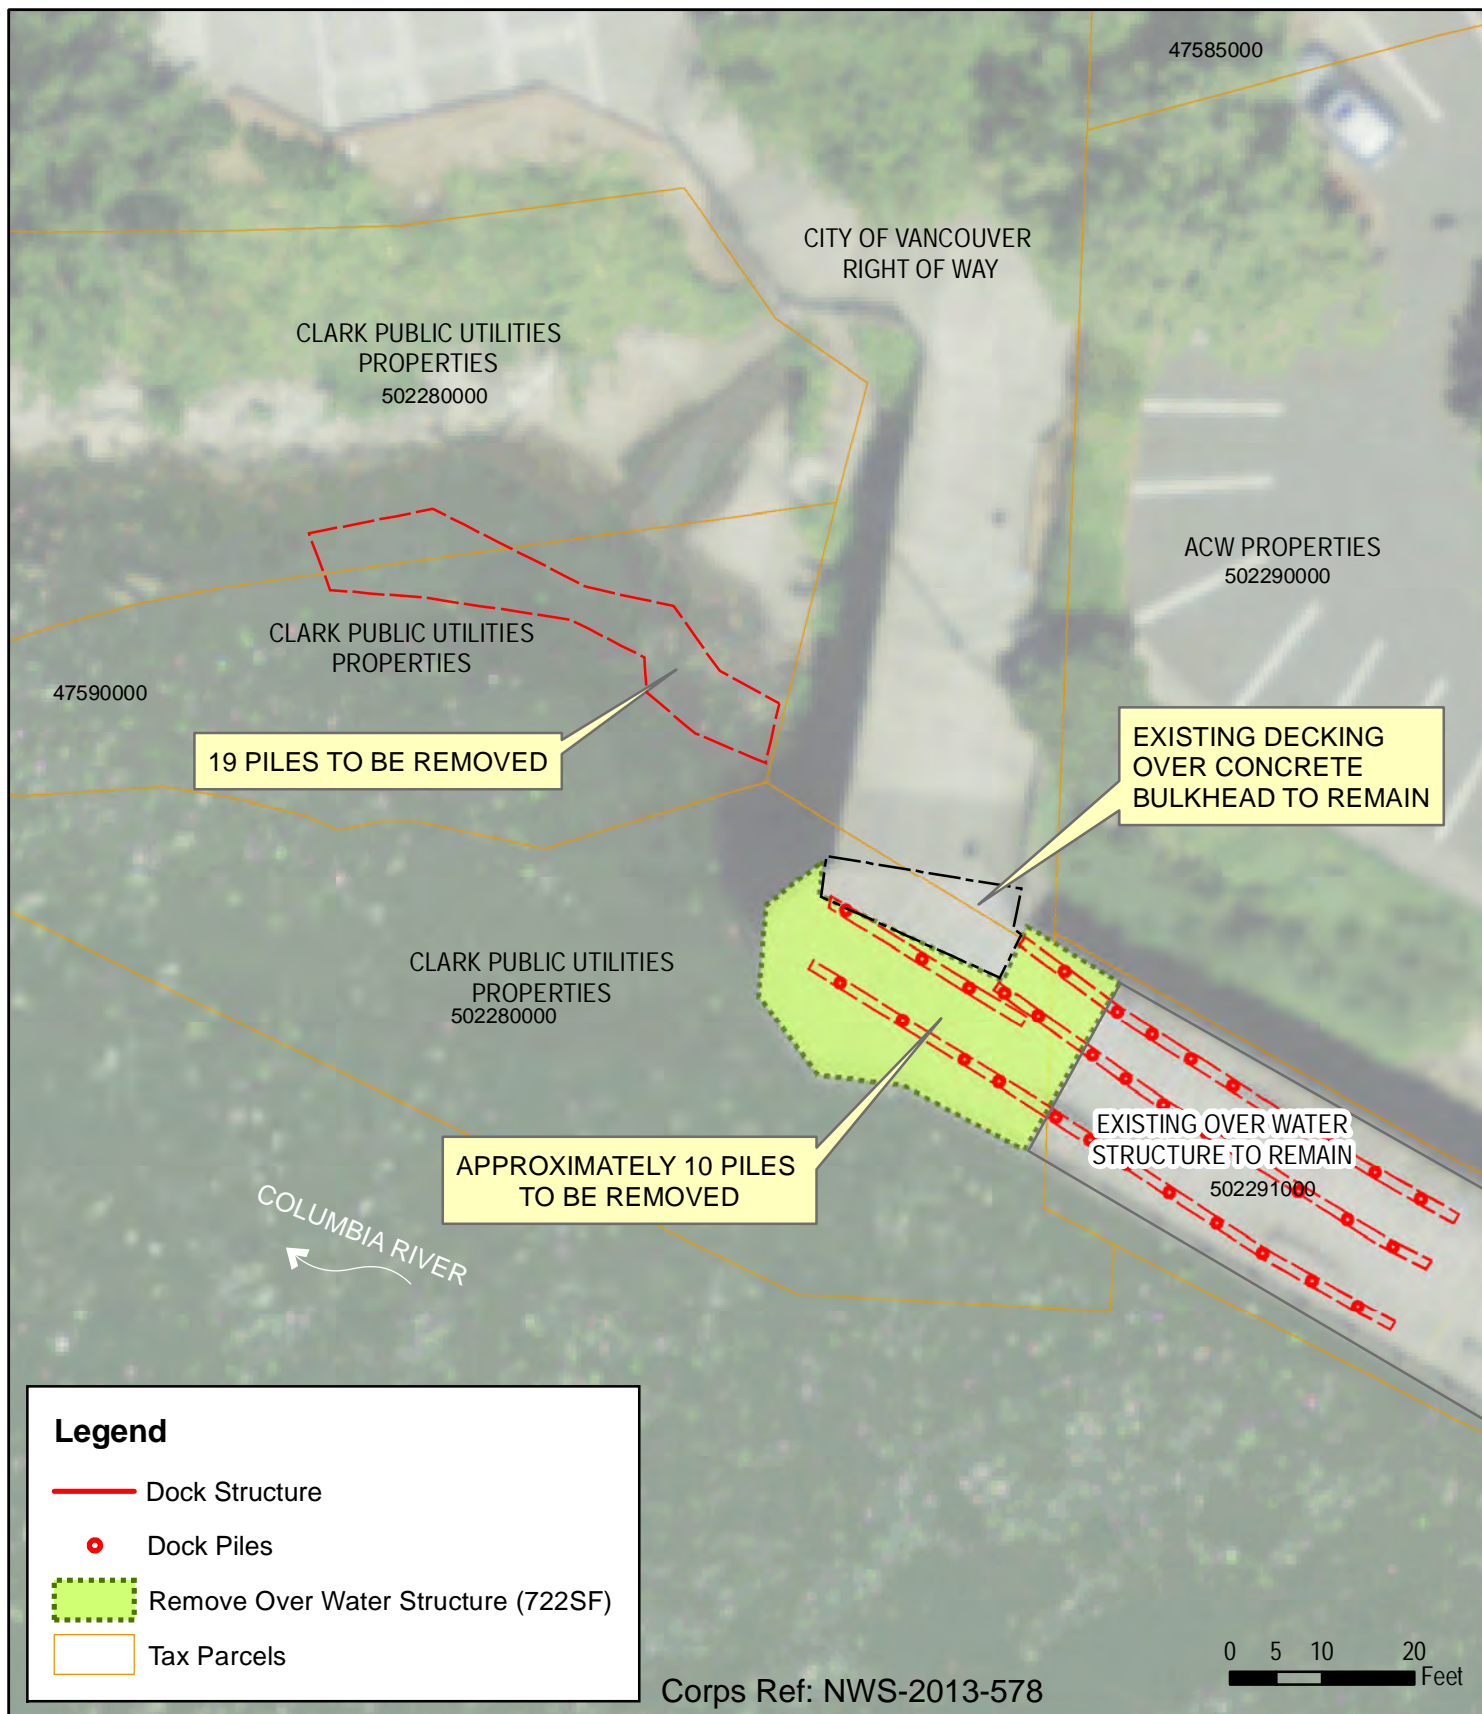 47585000
CITY OF VANCOUVER
RIGHT OF WAY
CLARK PUBLIC UTILITIES
PROPERTIES
502280000
ACW PROPERTIES
502290000
CLARK PUBLIC UTILITIES
PROPERTIES
47590000
19 PILES TO BE REMOVED
EXISTING DECKING
OVER CONCRETE
BULKHEAD TO REMAIN
CLARK PUBLIC UTILITIES
PROPERTIES
502280000
APPROXIMATELY 10 PILES
TO BE REMOVED
EXISTING OVER WATER
STRUCTURE TO REMAIN
502291000
COLUMBIA RIVER
Legend
Dock Structure
Dock Piles
Remove Over Water Structure (722SF)
Tax Parcels
0 5 10 20
Feet
Corps Ref: NWS-2013-578